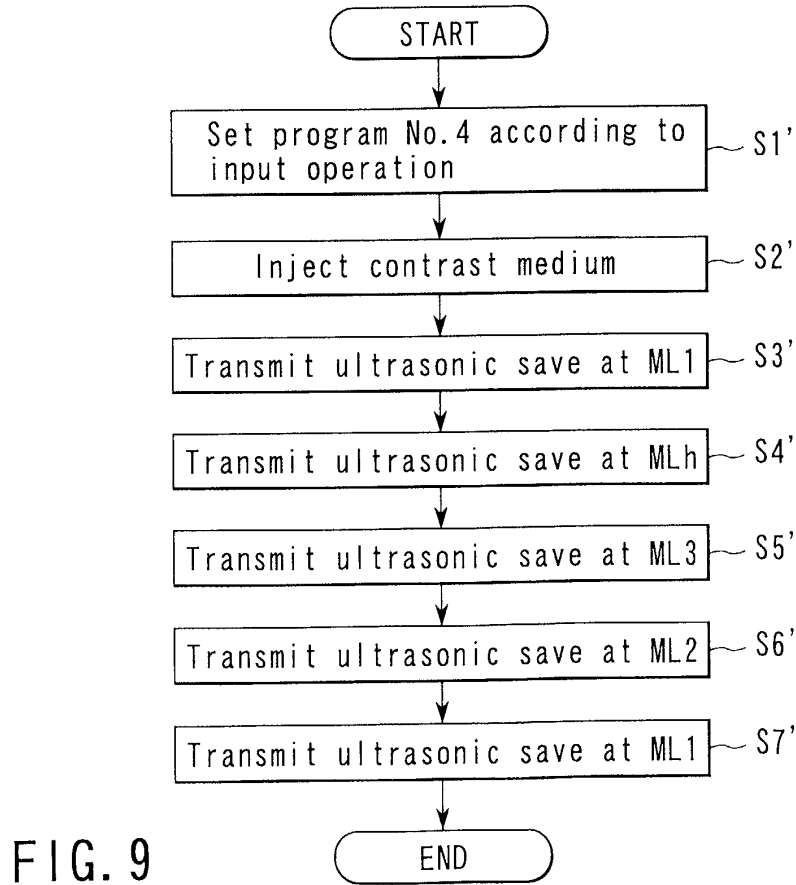 START
Set program No.4 according to
input operation
S1'
Inject contrast medium
S2'
Transmit ultrasonic save at ML1
S3'
Transmit ultrasonic save at MLh
S4'
Transmit ultrasonic save at ML3
S5'
Transmit ultrasonic save at ML2
S6'
Transmit ultrasonic save at ML1
S7'
END
FIG. 9